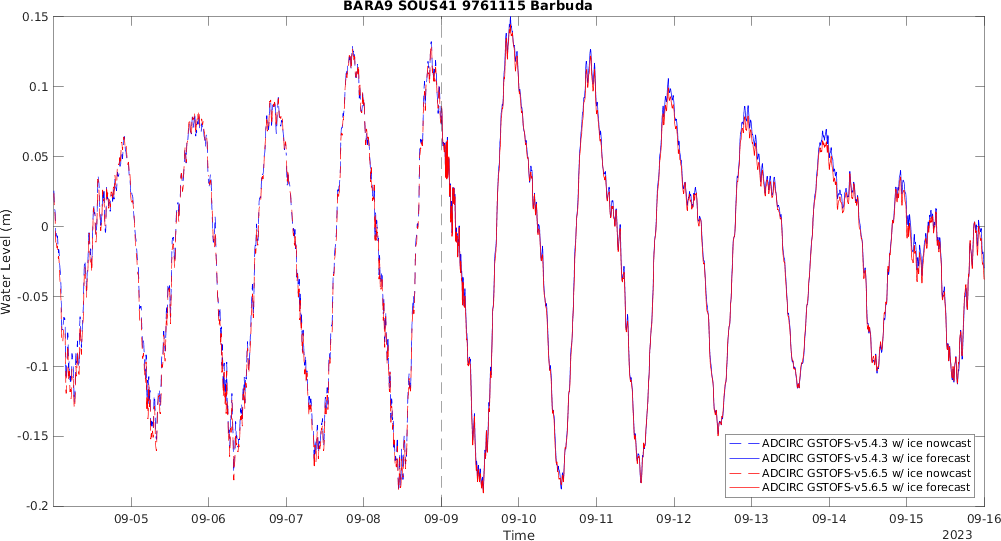 BARA9 SOUS41 9761115 Barbuda
Water Level (m)
0.15
0.1
0.05
0
-0.05
-0.1
-0.15
-0.2
09-05 09-06 09-07 09-08 09-09 09-10 09-11 09-12 09-13 09-14 09-15 09-16
Time
2023
ADCIRC GSTOFS-v5.4.3 w/ ice nowcast
ADCIRC GSTOFS-v5.4.3 w/ ice forecast
ADCIRC GSTOFS-v5.6.5 w/ ice nowcast
ADCIRC GSTOFS-v5.6.5 w/ ice forecast